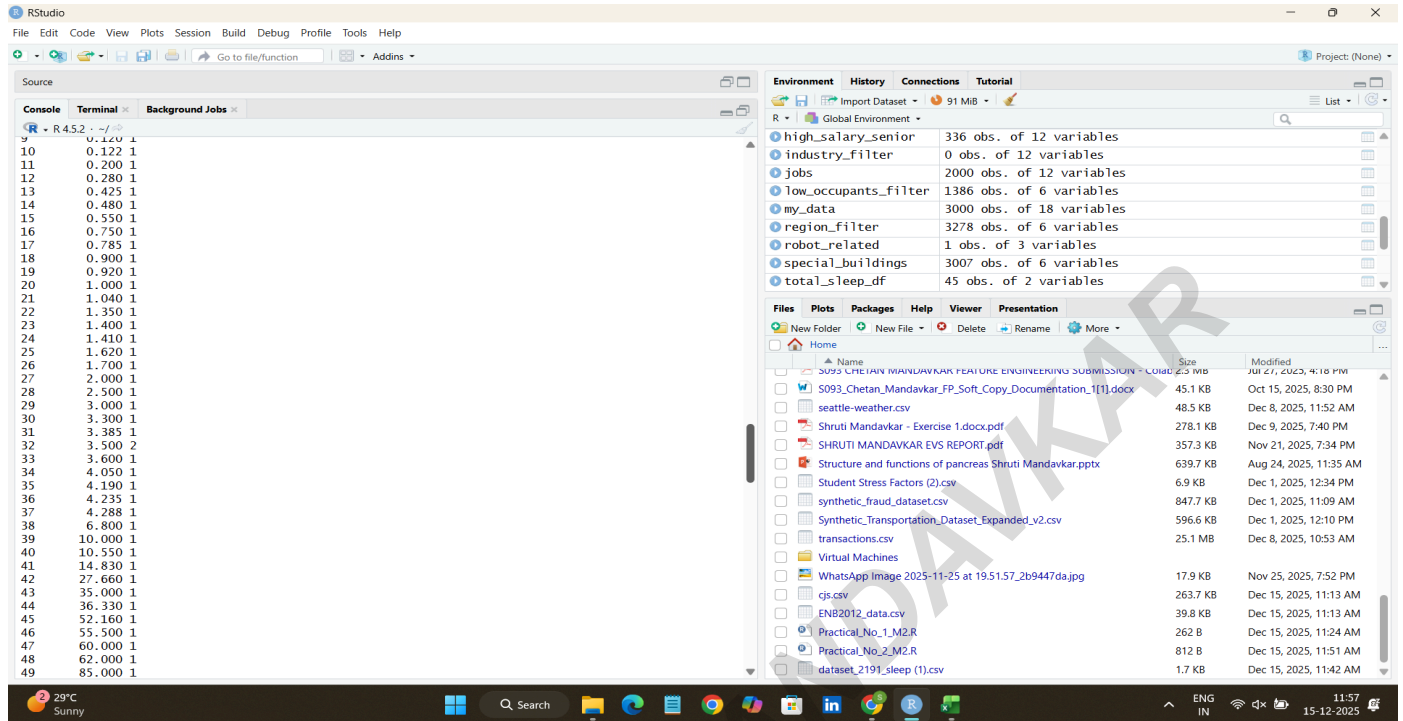 RStudio
File Edit Code View Plots Session Build Debug Profile Tools Help
Go to file/function Addins Project: (None)
Source
Console Terminal Background Jobs
R 4.5.2 · ~/
9 0.120 1
10 0.122 1
11 0.200 1
12 0.280 1
13 0.425 1
14 0.480 1
15 0.550 1
16 0.750 1
17 0.785 1
18 0.900 1
19 0.920 1
20 1.000 1
21 1.040 1
22 1.350 1
23 1.400 1
24 1.410 1
25 1.620 1
26 1.700 1
27 2.000 1
28 2.500 1
29 3.000 1
30 3.300 1
31 3.385 1
32 3.500 2
33 3.600 1
34 4.050 1
35 4.190 1
36 4.235 1
37 4.288 1
38 6.800 1
39 10.000 1
40 10.550 1
41 14.830 1
42 27.660 1
43 35.000 1
44 36.330 1
45 52.160 1
46 55.500 1
47 60.000 1
48 62.000 1
49 85.000 1
Environment History Connections Tutorial
Import Dataset 91 MiB List
R Global Environment
high_salary_senior 336 obs. of 12 variables
industry_filter 0 obs. of 12 variables
jobs 2000 obs. of 12 variables
low_occupants_filter 1386 obs. of 6 variables
my_data 3000 obs. of 18 variables
region_filter 3278 obs. of 6 variables
robot_related 1 obs. of 3 variables
special_buildings 3007 obs. of 6 variables
total_sleep_df 45 obs. of 2 variables
Files Plots Packages Help Viewer Presentation
New Folder New File Delete Rename More
Home ...
Name Size Modified
S093 CHETAN MANDAVKAR FEATURE ENGINEERING SUBMISSION - Colab 2.3 MB Jul 27, 2025, 4:18 PM
S093_Chetan_Mandavkar_FP_Soft_Copy_Documentation_1[1].docx 45.1 KB Oct 15, 2025, 8:30 PM
seattle-weather.csv 48.5 KB Dec 8, 2025, 11:52 AM
Shruti Mandavkar - Exercise 1.docx.pdf 278.1 KB Dec 9, 2025, 7:40 PM
SHRUTI MANDAVKAR EVS REPORT.pdf 357.3 KB Nov 21, 2025, 7:34 PM
Structure and functions of pancreas Shruti Mandavkar.pptx 639.7 KB Aug 24, 2025, 11:35 AM
Student Stress Factors (2).csv 6.9 KB Dec 1, 2025, 12:34 PM
synthetic_fraud_dataset.csv 847.7 KB Dec 1, 2025, 11:09 AM
Synthetic_Transportation_Dataset_Expanded_v2.csv 596.6 KB Dec 1, 2025, 12:10 PM
transactions.csv 25.1 MB Dec 8, 2025, 10:53 AM
Virtual Machines
WhatsApp Image 2025-11-25 at 19.51.57_2b9447da.jpg 17.9 KB Nov 25, 2025, 7:52 PM
cjs.csv 263.7 KB Dec 15, 2025, 11:13 AM
ENB2012_data.csv 39.8 KB Dec 15, 2025, 11:13 AM
Practical_No_1_M2.R 262 B Dec 15, 2025, 11:24 AM
Practical_No_2_M2.R 812 B Dec 15, 2025, 11:51 AM
dataset_2191_sleep (1).csv 1.7 KB Dec 15, 2025, 11:42 AM
NDAVKAR
2 29°C
Sunny
Search
ENG
IN
11:57
15-12-2025